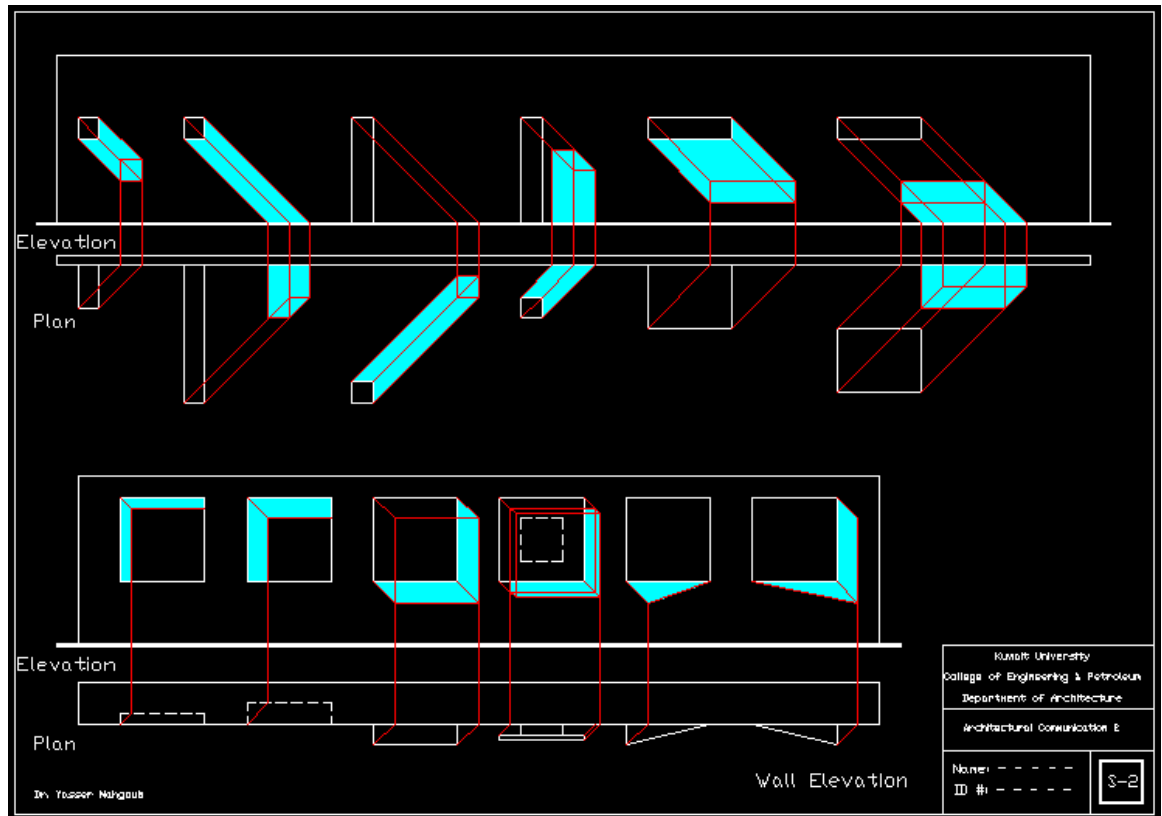 Elevation
Plan
Elevation
Plan
Wall Elevation
Dr. Yasser Mahgoub
Kuwait University
College of Engineering & Petroleum
Department of Architecture
Architectural Communication 2
Name: - - - - -
ID #: - - - - -
S-2